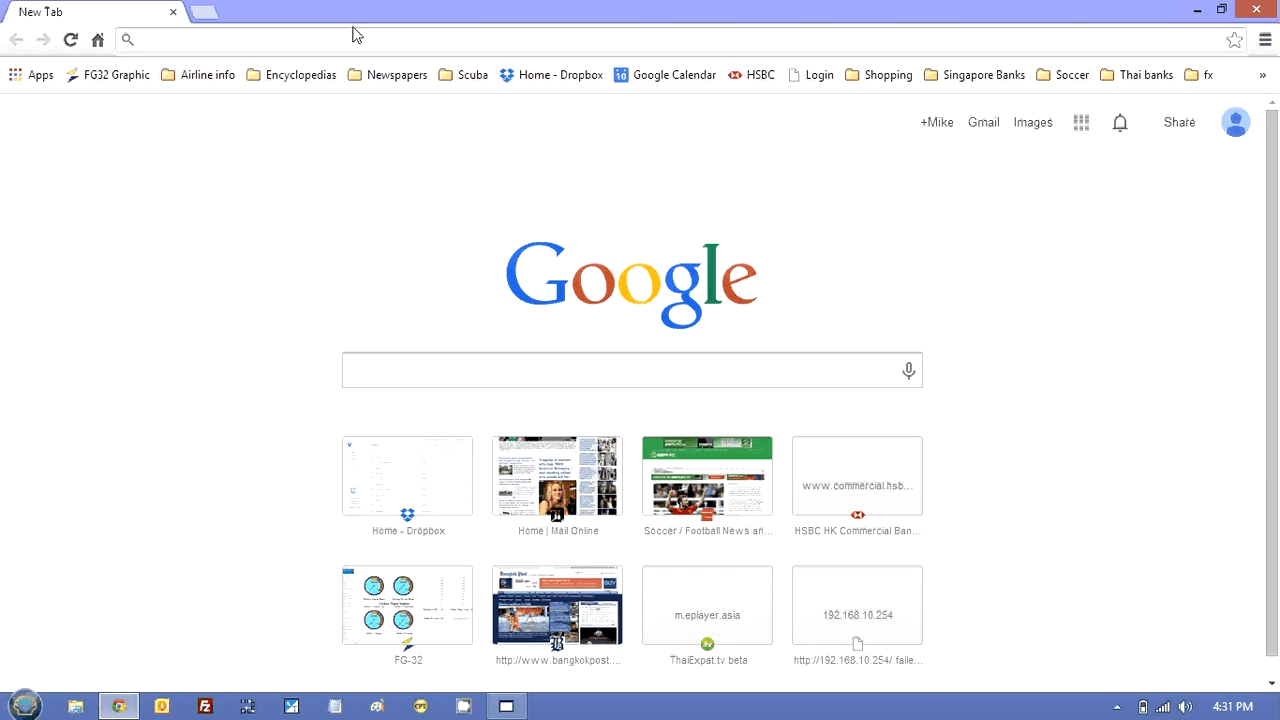 New Tab
Apps FG32 Graphic Airline info Encyclopedias Newspapers Scuba Home - Dropbox 10 Google Calendar HSBC Login Shopping Singapore Banks Soccer Thai banks fx »
+Mike Gmail Images Share
Google
www.commercial.hsb...
Home - Dropbox Home | Mail Online Soccer / Football News an... HSBC HK Commercial Ban...
Bangkok Post
m.eplayer.asia 192.168.10.254
FG-32 http://www.bangkokpost.... ThaiExpat.tv beta http://192.168.10.254/ faile...
4:31 PM